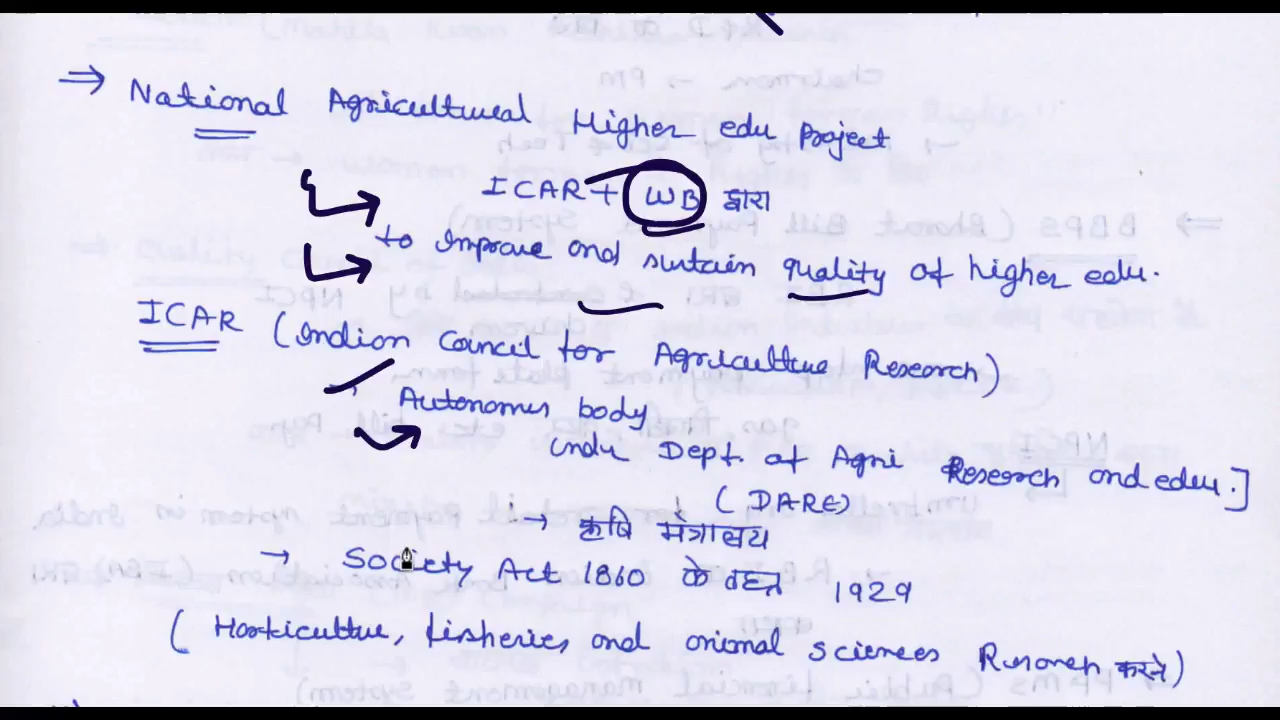 ⇒ National Agricultural Higher edu project
ICAR + WB द्वारा
to improve and sustain quality of higher edu.
ICAR (Indian Council for Agriculture Research)
Autonomus body
under Dept. of Agri Research and edu.]
(DARE)
→ कृषि मंत्रालय
→ Society Act 1860 के तहत 1929
(Horticulture, fisheries and animal sciences Research करने)